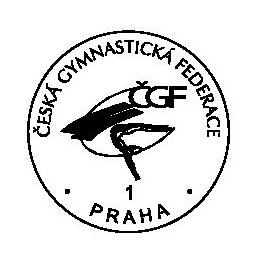 ČESKÁ GYMNASTICKÁ FEDERACE
ČGF
1
• PRAHA •